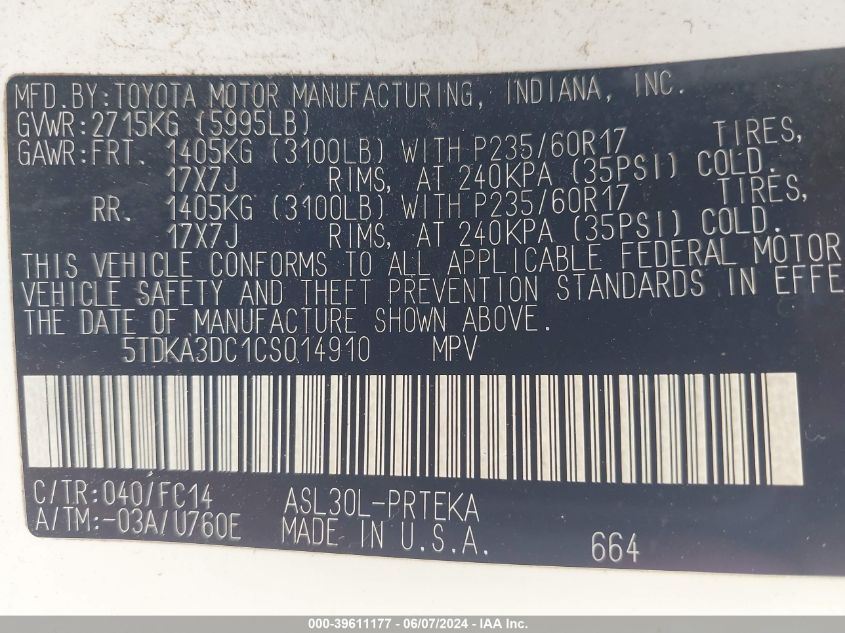 MFD.BY:TOYOTA MOTOR MANUFACTURING, INDIANA, INC.
GVWR:2715KG (5995LB)
GAWR:FRT. 1405KG (3100LB) WITH P235/60R17 TIRES,
17X7J RIMS, AT 240KPA (35PSI) COLD.
RR. 1405KG (3100LB) WITH P235/60R17 TIRES,
17X7J RIMS, AT 240KPA (35PSI) COLD.
THIS VEHICLE CONFORMS TO ALL APPLICABLE FEDERAL MOTOR
VEHICLE SAFETY AND THEFT PREVENTION STANDARDS IN EFFE
THE DATE OF MANUFACTURE SHOWN ABOVE.
5TDKA3DC1CS014910 MPV
C/TR:040/FC14 ASL30L-PRTEKA
A/TM:-03A/U760E MADE IN U.S.A. 664
000-39611177 - 06/07/2024 - IAA Inc.